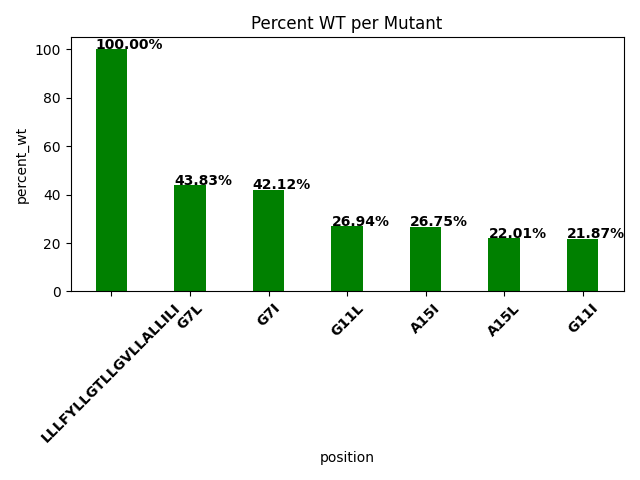 Percent WT per Mutant
percent_wt
100
80
60
40
20
0
100.00%
43.83%
42.12%
26.94%
26.75%
22.01%
21.87%
LLLFYLLGTLLGVLLALLILI
G7L
G7I
G11L
A15I
A15L
G11I
position